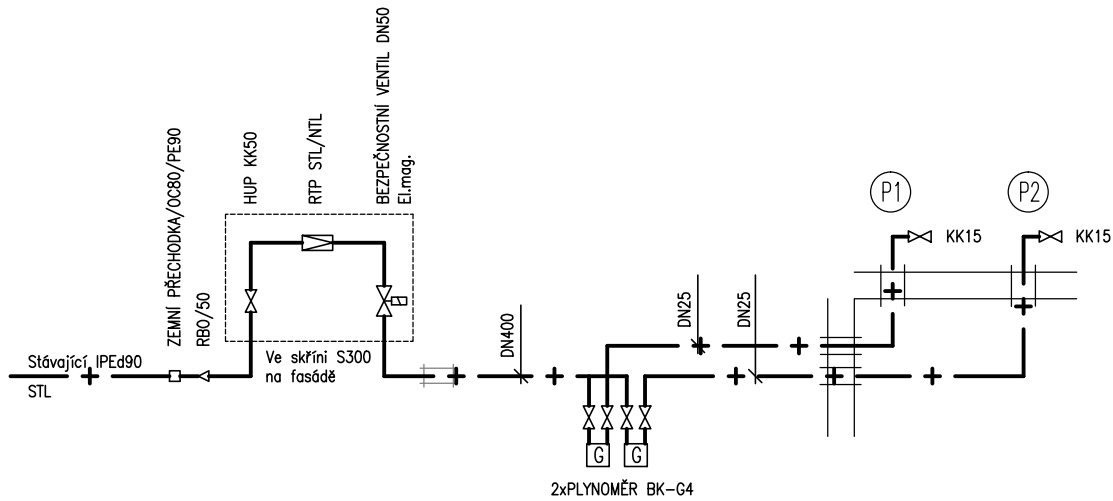 ZEMNÍ PŘECHODKA/OC80/PE90
RBO/50
HUP KK50
RTP STL/NTL
BEZPEČNOSTNÍ VENTIL DN50
El.mag.
P1
P2
KK15
KK15
DN400
DN25
DN25
Stávající IPEd90
STL
Ve skříni S300
na fasádě
G
G
2xPLYNOMĚR BK-G4